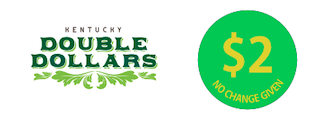 KENTUCKY
DOUBLE
DOLLARS
$2
NO CHANGE GIVEN